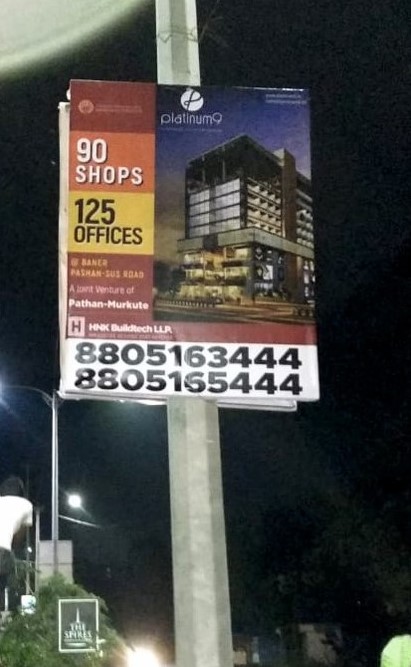 platinum9
90
SHOPS
125
OFFICES
@ BANER
PASHAN-SUS ROAD
A Joint Venture of
Pathan-Murkute
H HNK Buildtech LLP.
8805163444
8805165444
THE
SPIRES